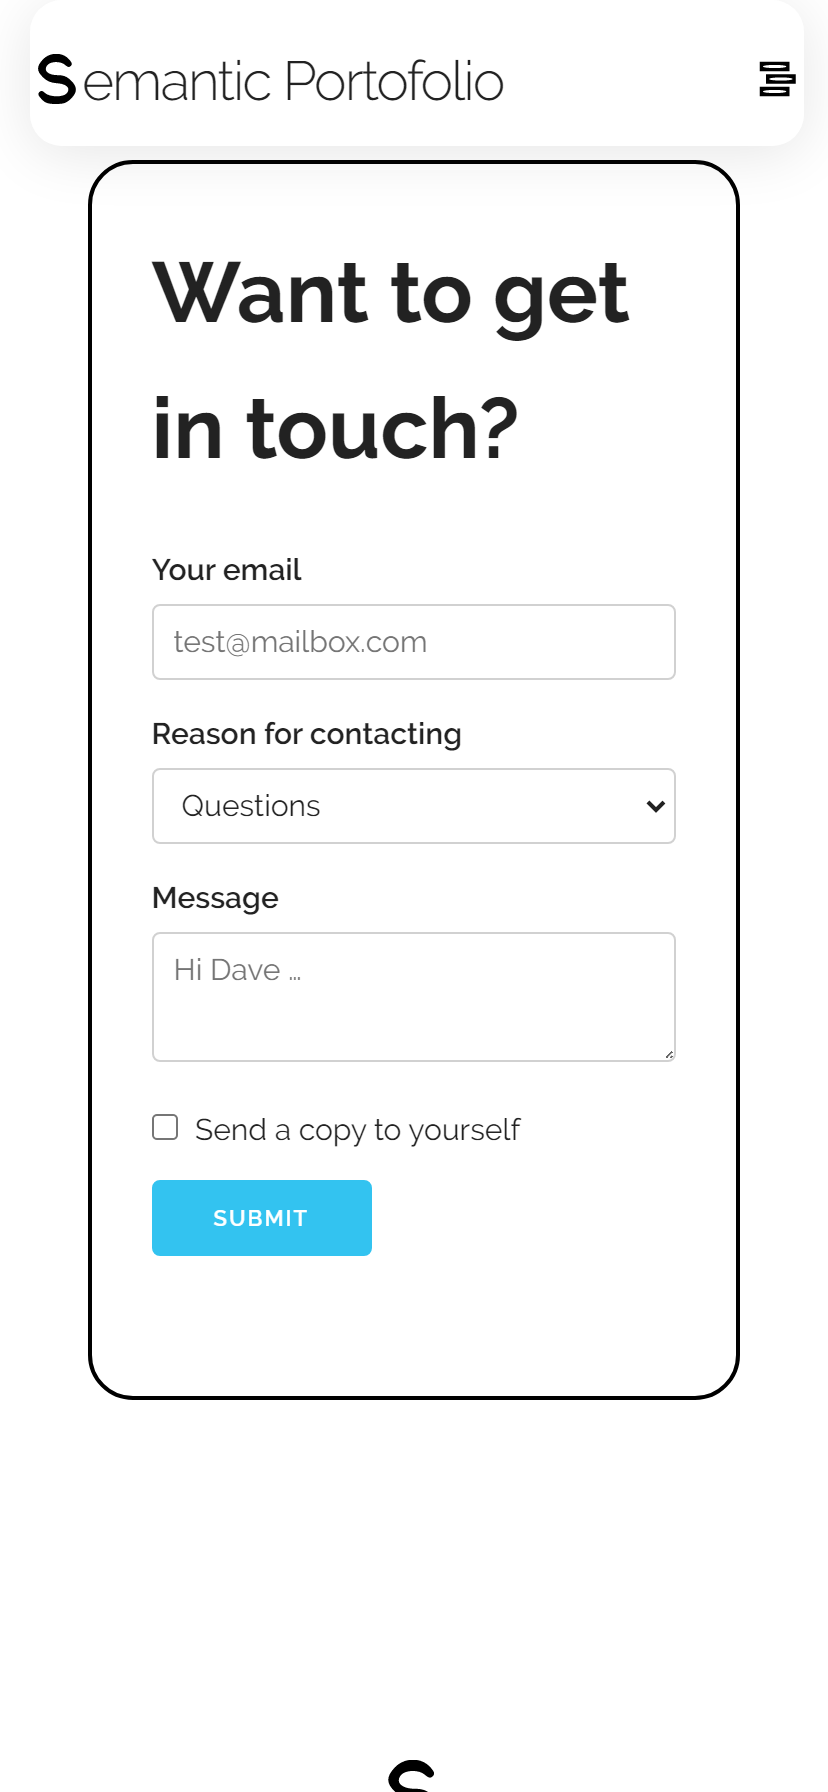 Semantic Portofolio
Want to get
in touch?
Your email
test@mailbox.com
Reason for contacting
Questions
Message
Hi Dave …
Send a copy to yourself
SUBMIT
S